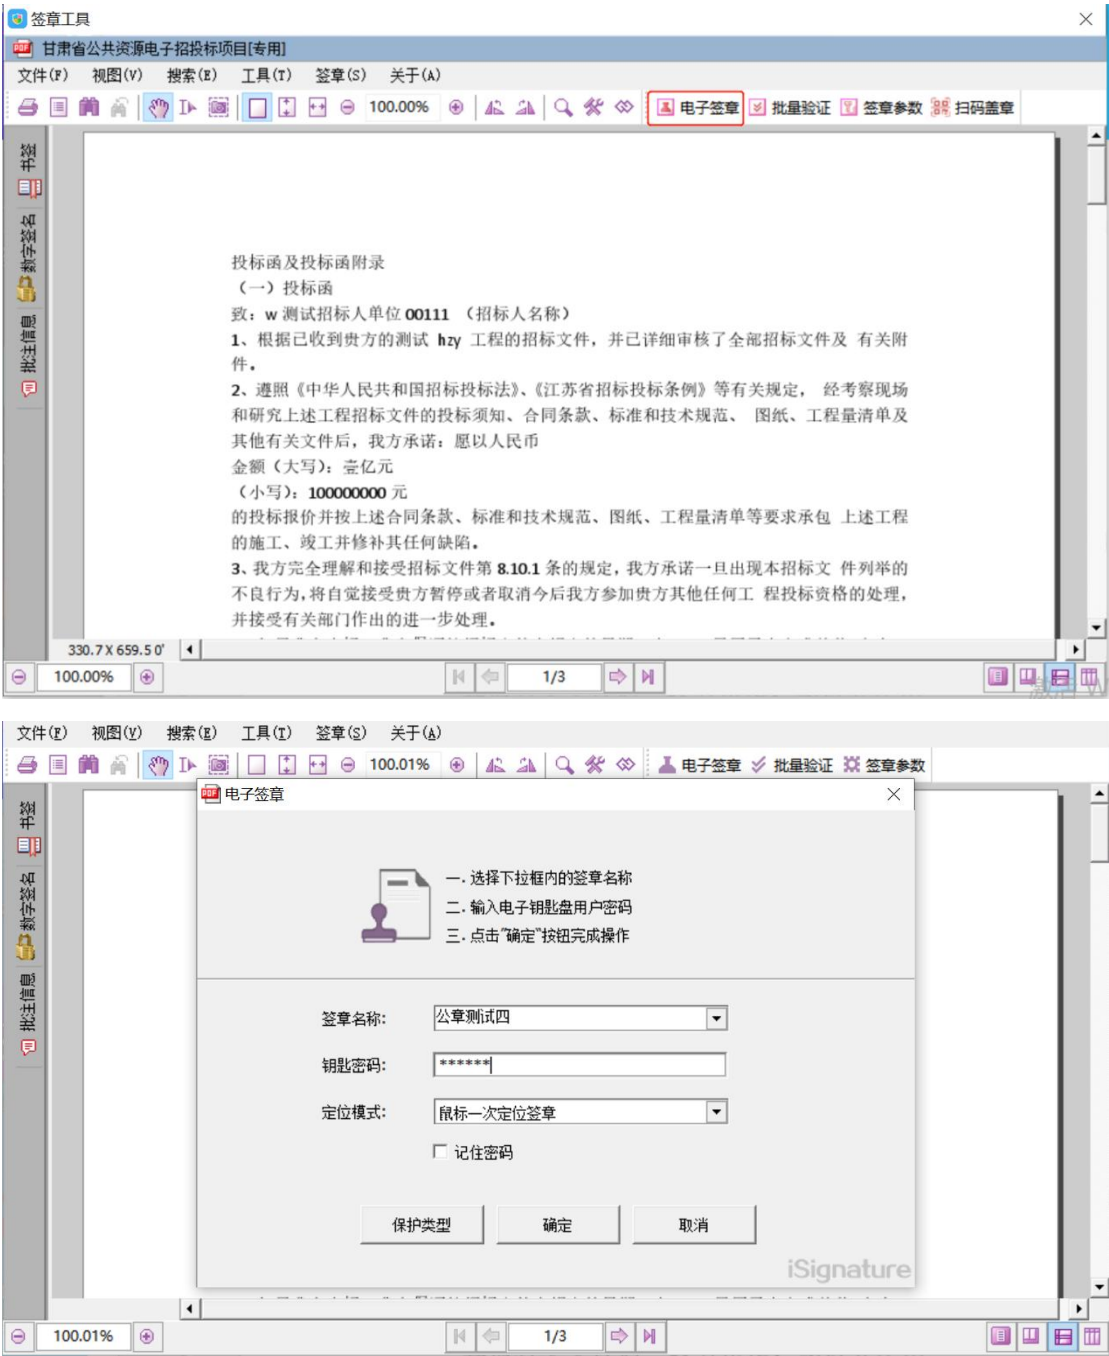 签章工具
甘肃省公共资源电子招投标项目[专用]
文件(F) 视图(V) 搜索(E) 工具(T) 签章(S) 关于(A)
100.00% 电子签章 批量验证 签章参数 扫码盖章
书签
数字签名
批注信息
投标函及投标函附录
（一）投标函
致：w 测试招标人单位 00111 （招标人名称）
1、根据已收到贵方的测试 hzy 工程的招标文件，并已详细审核了全部招标文件及 有关附
件。
2、遵照《中华人民共和国招标投标法》、《江苏省招标投标条例》等有关规定， 经考察现场
和研究上述工程招标文件的投标须知、合同条款、标准和技术规范、 图纸、工程量清单及
其他有关文件后，我方承诺：愿以人民币
金额（大写）：壹亿元
（小写）：100000000 元
的投标报价并按上述合同条款、标准和技术规范、图纸、工程量清单等要求承包 上述工程
的施工、竣工并修补其任何缺陷。
3、我方完全理解和接受招标文件第 8.10.1 条的规定，我方承诺一旦出现本招标文 件列举的
不良行为，将自觉接受贵方暂停或者取消今后我方参加贵方其他任何工 程投标资格的处理，
并接受有关部门作出的进一步处理。
330.7 X 659.5 0'
100.00% 1/3
激活 W
文件(F) 视图(V) 搜索(E) 工具(T) 签章(S) 关于(A)
100.01% 电子签章 批量验证 签章参数
书签
数字签名
批注信息
电子签章
一. 选择下拉框内的签章名称
二. 输入电子钥匙盘用户密码
三. 点击"确定"按钮完成操作
签章名称: 公章测试四
钥匙密码: ******
定位模式: 鼠标一次定位签章
记住密码
保护类型 确定 取消
iSignature
100.01% 1/3